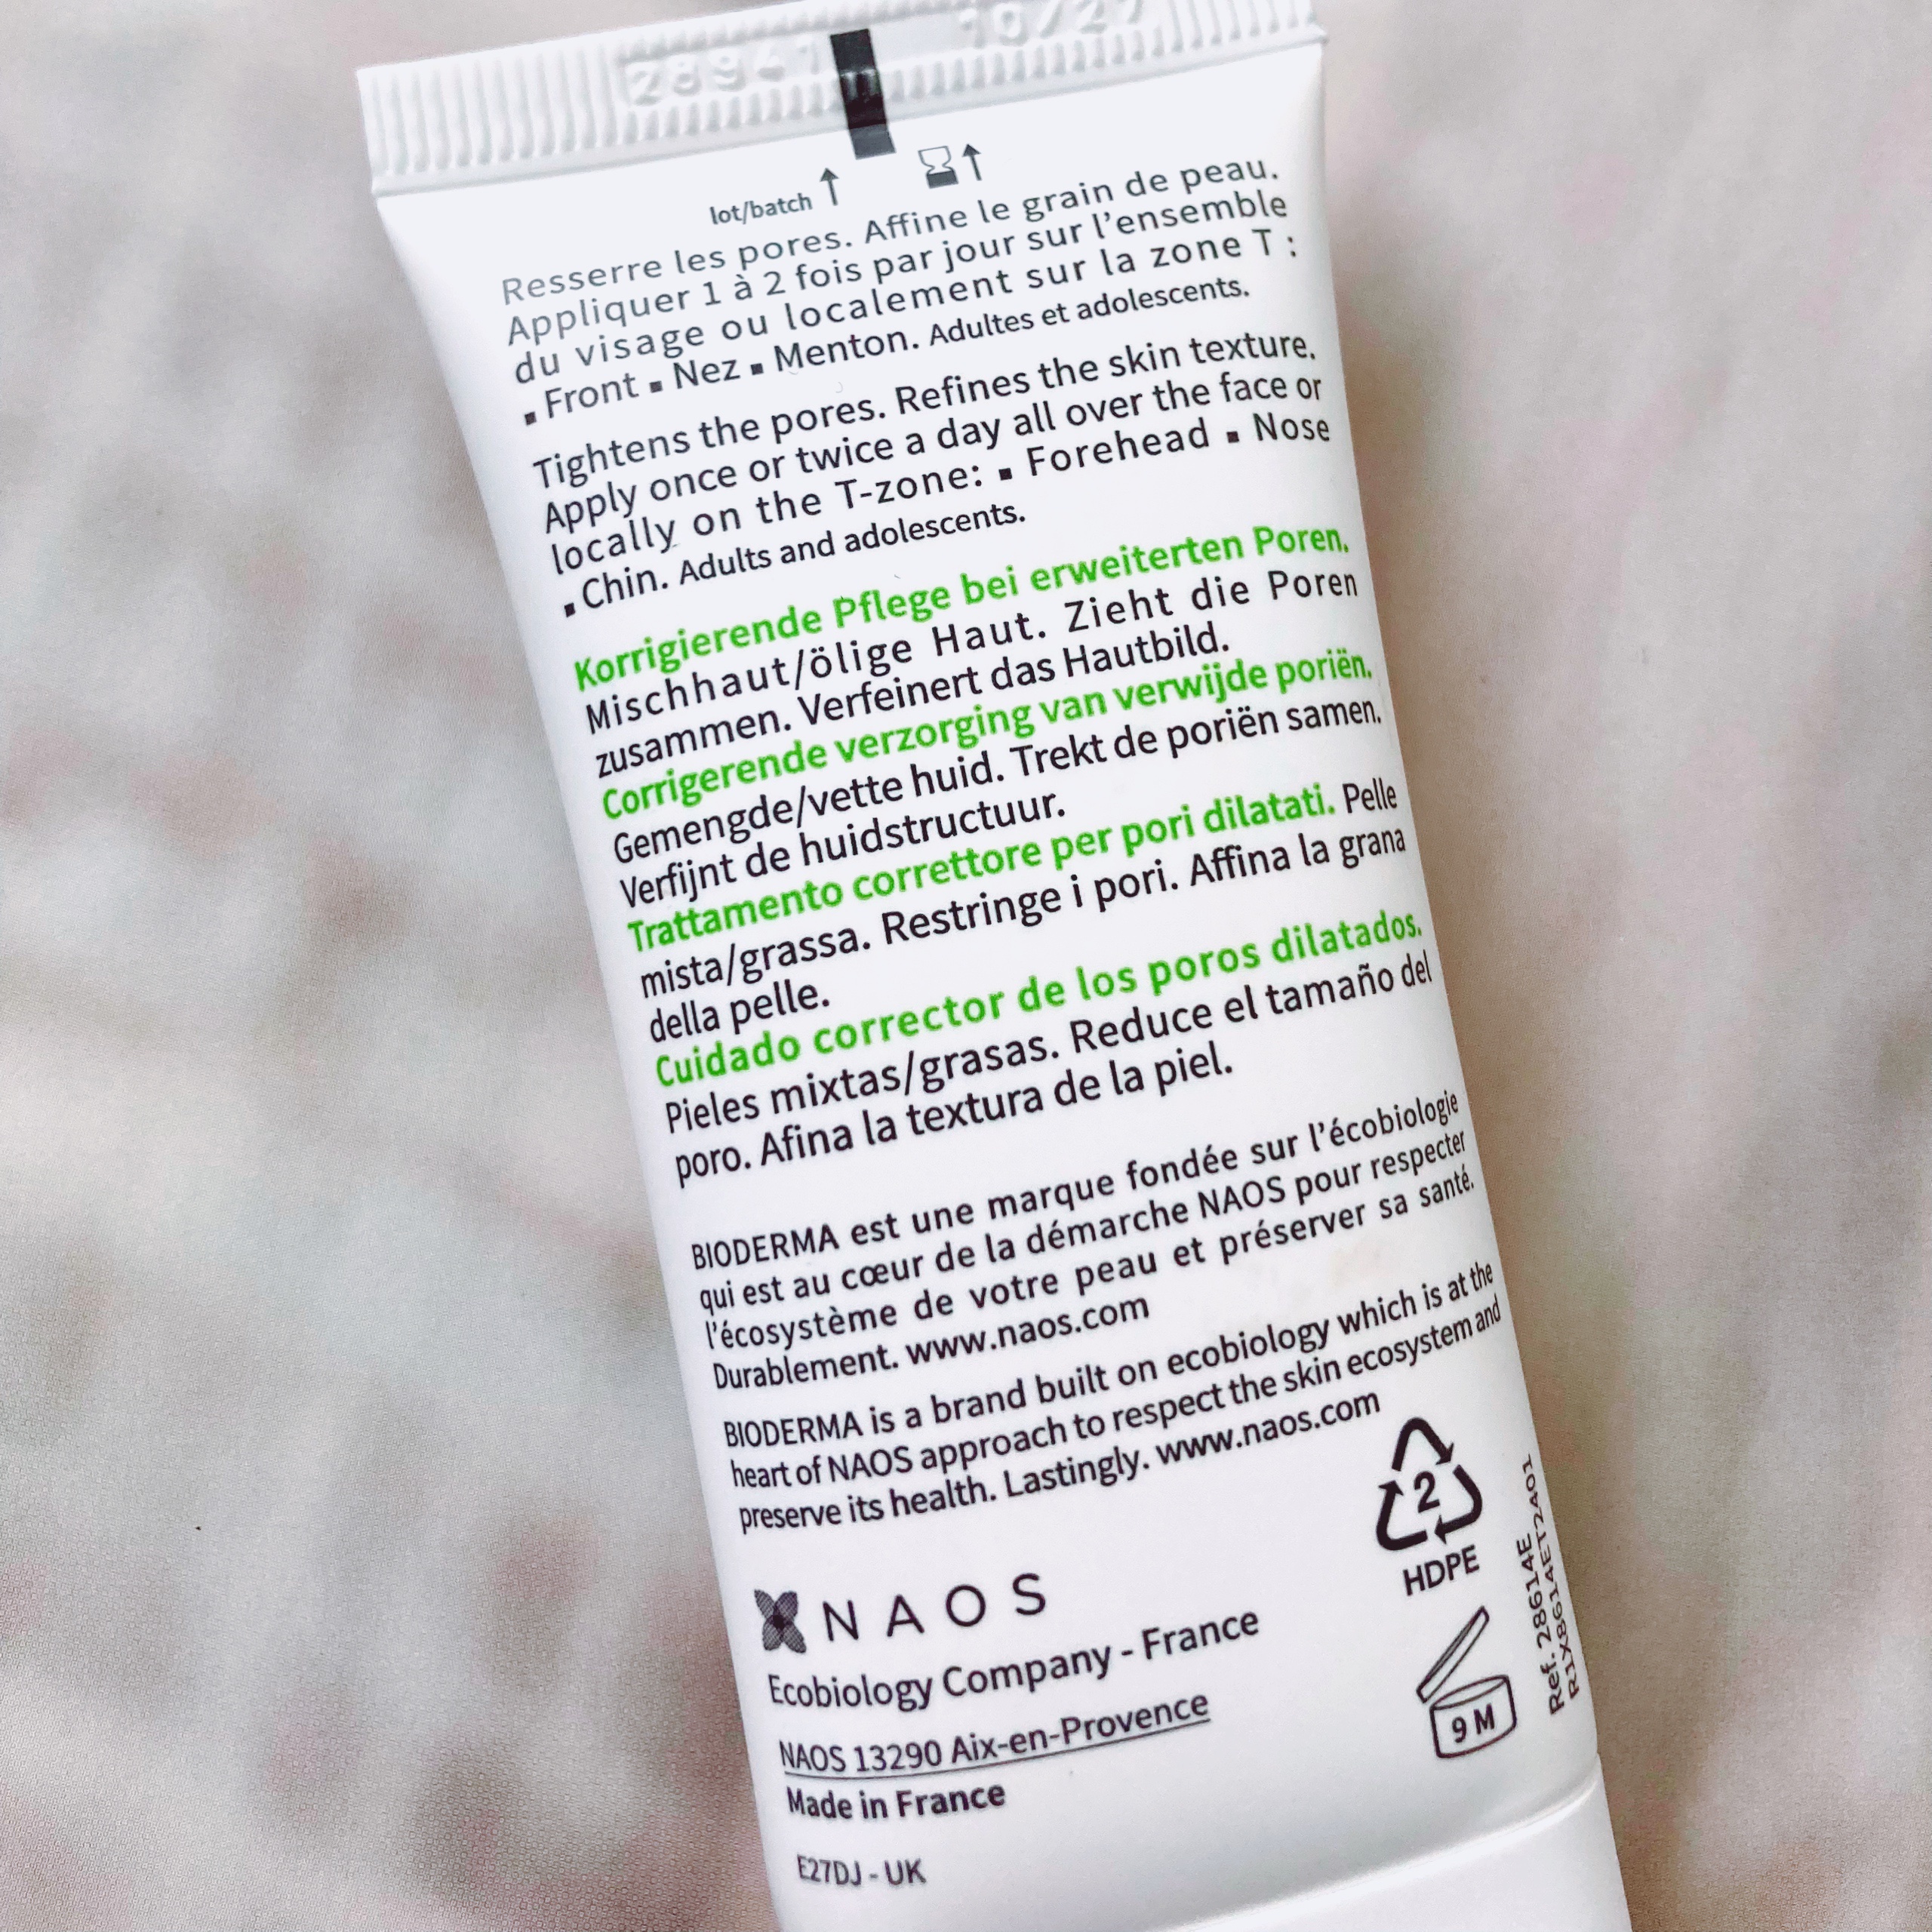 28941 10/27
lot/batch
Resserre les pores. Affine le grain de peau.
Appliquer 1 à 2 fois par jour sur l'ensemble
du visage ou localement sur la zone T :
▪ Front ▪ Nez ▪ Menton. Adultes et adolescents.
Tightens the pores. Refines the skin texture.
Apply once or twice a day all over the face or
locally on the T-zone: ▪ Forehead ▪ Nose
▪ Chin. Adults and adolescents.
Korrigierende Pflege bei erweiterten Poren.
Mischhaut/ölige Haut. Zieht die Poren
zusammen. Verfeinert das Hautbild.
Corrigerende verzorging van verwijde poriën.
Gemengde/vette huid. Trekt de poriën samen.
Verfijnt de huidstructuur.
Trattamento correttore per pori dilatati. Pelle
mista/grassa. Restringe i pori. Affina la grana
della pelle.
Cuidado corrector de los poros dilatados.
Pieles mixtas/grasas. Reduce el tamaño del
poro. Afina la textura de la piel.
BIODERMA est une marque fondée sur l'écobiologie
qui est au cœur de la démarche NAOS pour respecter
l'écosystème de votre peau et préserver sa santé.
Durablement. www.naos.com
BIODERMA is a brand built on ecobiology which is at the
heart of NAOS approach to respect the skin ecosystem and
preserve its health. Lastingly. www.naos.com
2
HDPE
NAOS
Ecobiology Company - France
NAOS 13290 Aix-en-Provence
Made in France
9 M
Ref. 28614E
R1X8614ET2401
E27DJ - UK